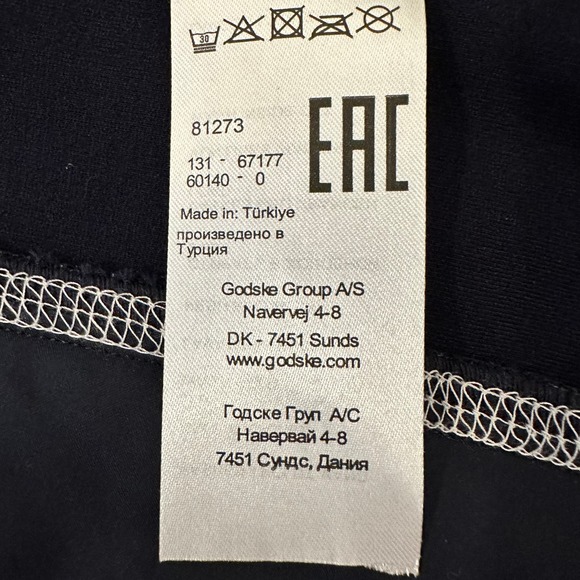 30
81273
EAC
131 - 67177
60140 - 0
Made in: Türkiye
произведено в
Турция
Godske Group A/S
Navervej 4-8
DK - 7451 Sunds
www.godske.com
Годске Груп A/C
Навервай 4-8
7451 Сундс, Дания